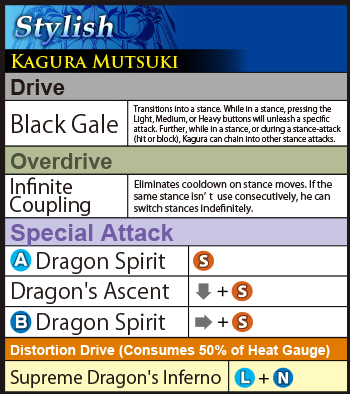 Stylish
KAGURA MUTSUKI
Drive
Black Gale
Transitions into a stance. While in a stance, pressing the
Light, Medium, or Heavy buttons will unleash a specific
attack. Further, while in a stance, or during a stance-attack
(hit or block), Kagura can chain into other stance attacks.
Overdrive
Infinite
Coupling
Eliminates cooldown on stance moves. If the
same stance isn't use consecutively, he can
switch stances indefinitely.
Special Attack
A Dragon Spirit S
Dragon's Ascent ⬇ + S
B Dragon Spirit ➡ + S
Distortion Drive (Consumes 50% of Heat Gauge)
Supreme Dragon's Inferno L + N